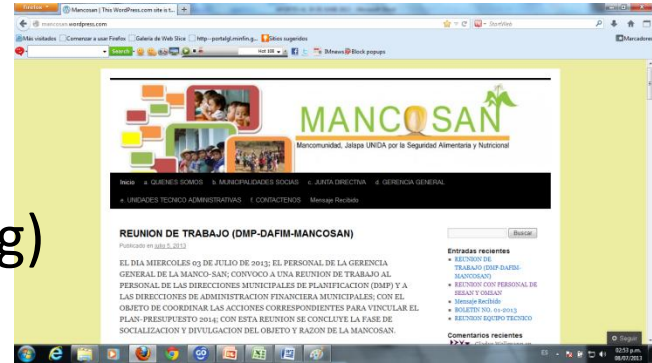 Firefox
Mancosan | This WordPress.com site is t...
mancosan.wordpress.com
StartWeb
Más visitados Comenzar a usar Firefox Galería de Web Slice http--portalgl.minfin.g... Sitios sugeridos
Marcadores
Search
Block popups
MANCOSAN
Mancomunidad, Jalapa UNIDA por la Seguridad Alimentaria y Nutricional
Inicio a. QUIENES SOMOS b. MUNICIPALIDADES SOCIAS c. JUNTA DIRECTIVA d. GERENCIA GENERAL
e. UNIDADES TECNICO ADMINISTRATIVAS f. CONTACTENOS Mensaje Recibido
g)
REUNION DE TRABAJO (DMP-DAFIM-MANCOSAN)
Publicado en julio 5, 2013
EL DIA MIERCOLES 03 DE JULIO DE 2013; EL PERSONAL DE LA GERENCIA
GENERAL DE LA MANCO-SAN; CONVOCO A UNA REUNION DE TRABAJO AL
PERSONAL DE LAS DIRECCIONES MUNICIPALES DE PLANIFICACION (DMP) Y A
LAS DIRECCIONES DE ADMINISTRACION FINANCIERA MUNICIPALES; CON EL
OBJETO DE COORDINAR LAS ACCIONES CORRESPONDIENTES PARA VINCULAR EL
PLAN-PRESUPUESTO 2014; CON ESTA REUNION SE CONCLUYE LA FASE DE
SOCIALIZACION Y DIVULGACION DEL OBJETO Y RAZON DE LA MANCOSAN.
Buscar
Entradas recientes
REUNION DE
TRABAJO (DMP-DAFIM-
MANCOSAN)
REUNION CON PERSONAL DE
SESAN Y OMSAN
Mensaje Recibido
BOLETIN NO. 01-2013
REUNION EQUIPO TECNICO
Comentarios recientes
Seguir
ES
02:53 p.m.
08/07/2013